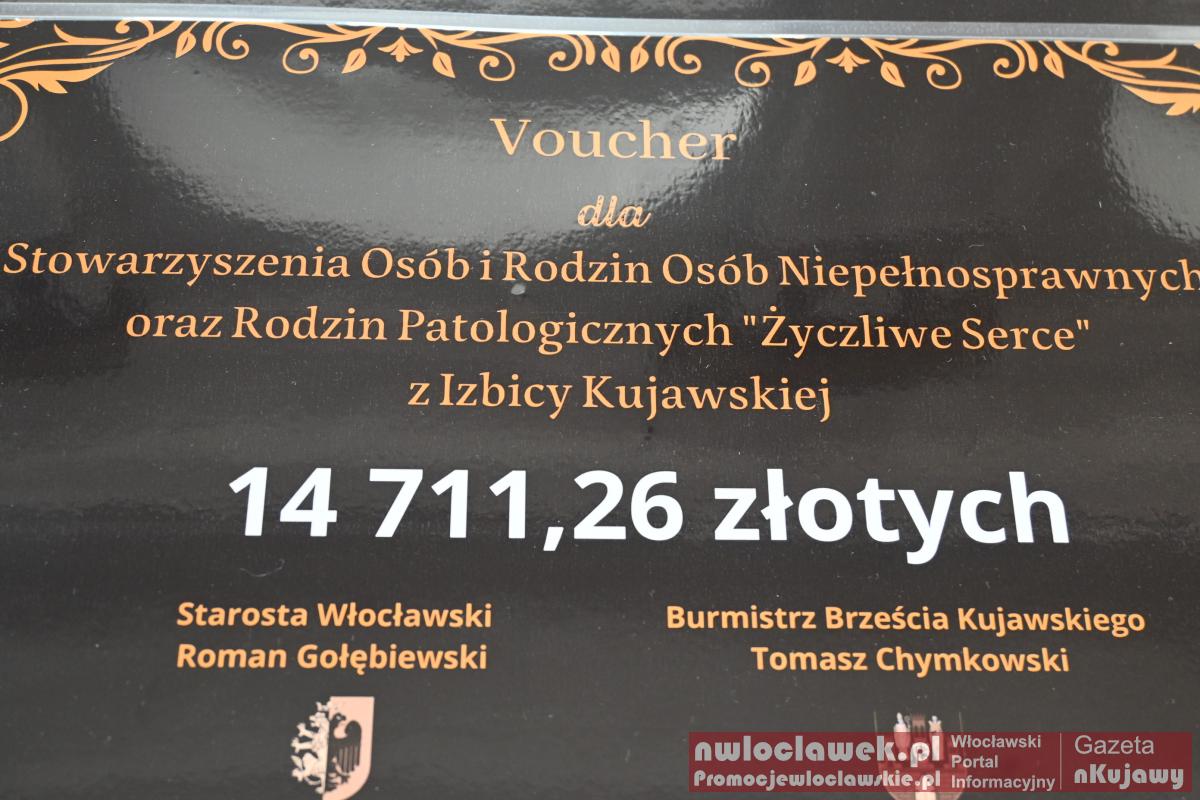 Voucher
dla
Stowarzyszenia Osób i Rodzin Osób Niepełnosprawnych
oraz Rodzin Patologicznych "Życzliwe Serce"
z Izbicy Kujawskiej
14 711,26 złotych
Starosta Włocławski
Roman Gołębiewski
Burmistrz Brześcia Kujawskiego
Tomasz Chymkowski
nwloclawek.pl
Promocjewloclawskie.pl
Włocławski
Portal
Informacyjny
Gazeta
nKujawy